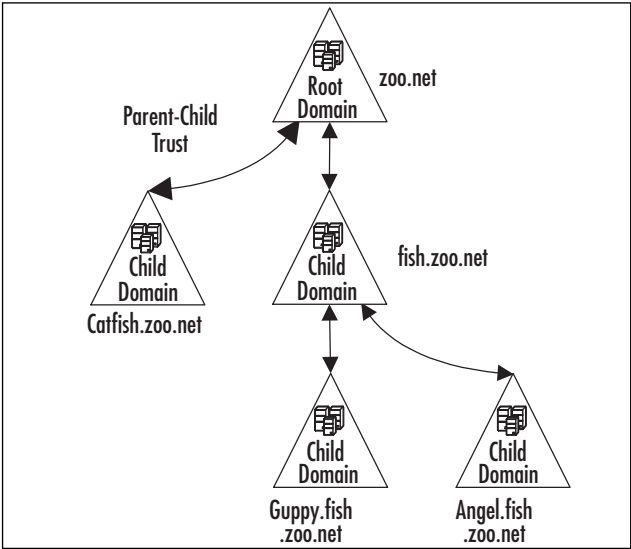 zoo.net
Root
Domain
Parent-Child
Trust
fish.zoo.net
Child
Domain
Catfish.zoo.net
Child
Domain
Child
Domain
Guppy.fish
.zoo.net
Child
Domain
Angel.fish
.zoo.net